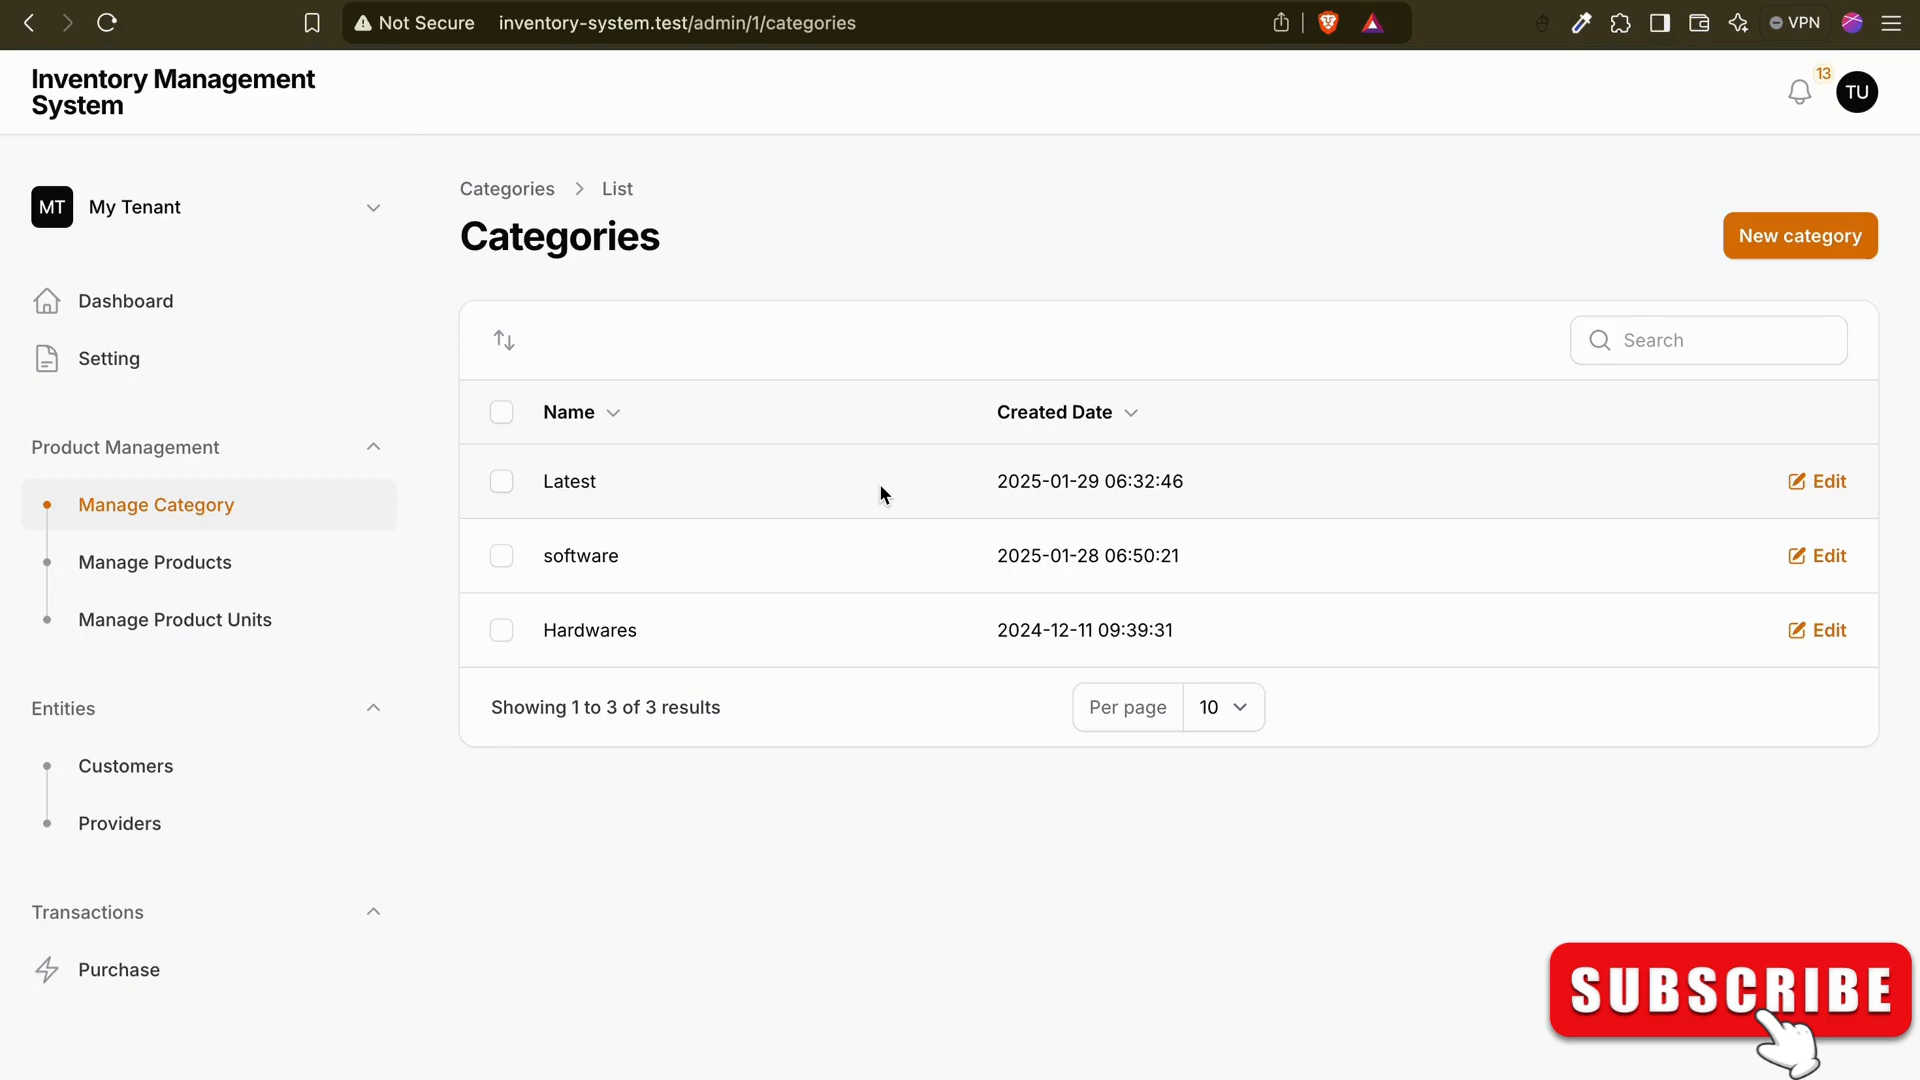 Not Secure inventory-system.test/admin/1/categories VPN
Inventory Management
System
13
TU
MT My Tenant
Dashboard
Setting
Product Management
Manage Category
Manage Products
Manage Product Units
Entities
Customers
Providers
Transactions
Purchase
Categories List
Categories
New category
Search
Name Created Date
Latest 2025-01-29 06:32:46 Edit
software 2025-01-28 06:50:21 Edit
Hardwares 2024-12-11 09:39:31 Edit
Showing 1 to 3 of 3 results Per page 10
SUBSCRIBE